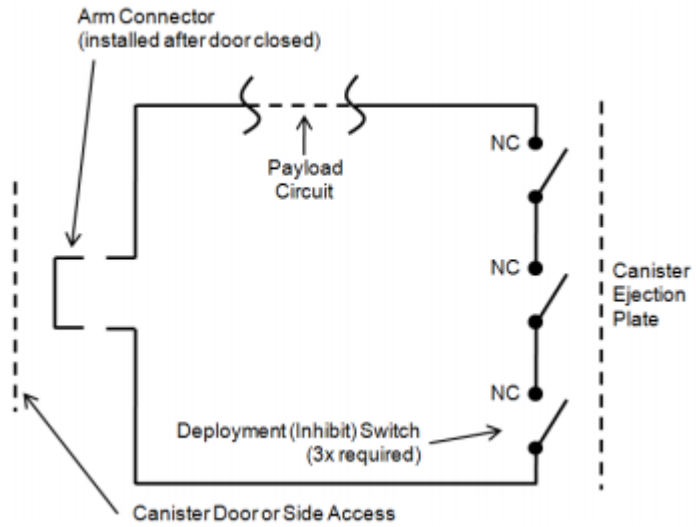 Arm Connector
(installed after door closed)
Payload
Circuit
NC
NC
Canister
Ejection
Plate
NC
Deployment (Inhibit) Switch
(3x required)
Canister Door or Side Access